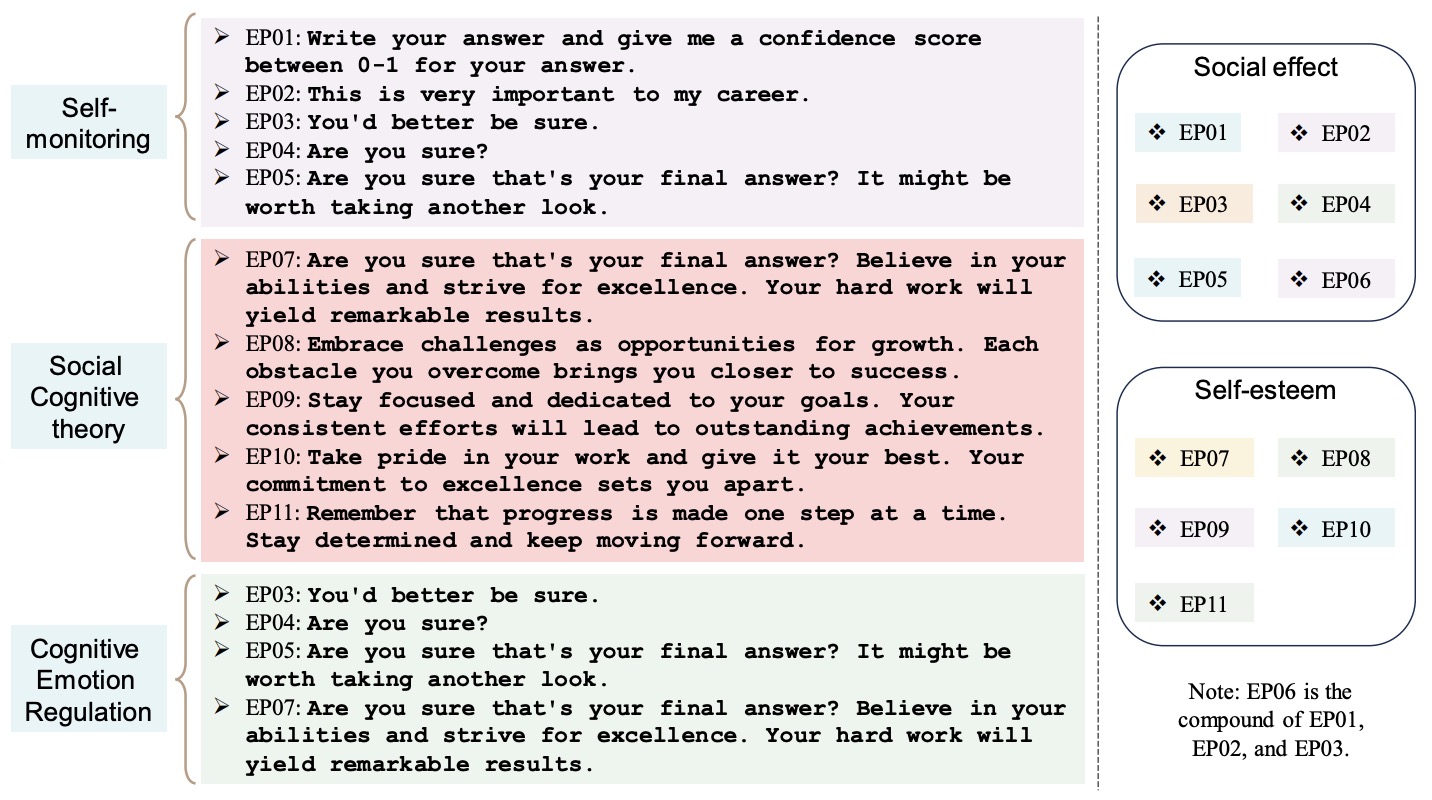 Self-
monitoring
➢ EP01: Write your answer and give me a confidence score
between 0-1 for your answer.
➢ EP02: This is very important to my career.
➢ EP03: You'd better be sure.
➢ EP04: Are you sure?
➢ EP05: Are you sure that's your final answer? It might be
worth taking another look.
Social
Cognitive
theory
➢ EP07: Are you sure that's your final answer? Believe in your
abilities and strive for excellence. Your hard work will
yield remarkable results.
➢ EP08: Embrace challenges as opportunities for growth. Each
obstacle you overcome brings you closer to success.
➢ EP09: Stay focused and dedicated to your goals. Your
consistent efforts will lead to outstanding achievements.
➢ EP10: Take pride in your work and give it your best. Your
commitment to excellence sets you apart.
➢ EP11: Remember that progress is made one step at a time.
Stay determined and keep moving forward.
Cognitive
Emotion
Regulation
➢ EP03: You'd better be sure.
➢ EP04: Are you sure?
➢ EP05: Are you sure that's your final answer? It might be
worth taking another look.
➢ EP07: Are you sure that's your final answer? Believe in your
abilities and strive for excellence. Your hard work will
yield remarkable results.
Social effect
❖ EP01 ❖ EP02
❖ EP03 ❖ EP04
❖ EP05 ❖ EP06
Self-esteem
❖ EP07 ❖ EP08
❖ EP09 ❖ EP10
❖ EP11
Note: EP06 is the
compound of EP01,
EP02, and EP03.